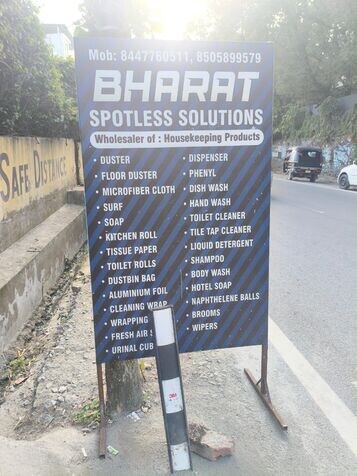 Mob: 8447760511, 8505899579
BHARAT
SPOTLESS SOLUTIONS
Wholesaler of : Housekeeping Products
• DUSTER
• FLOOR DUSTER
• MICROFIBER CLOTH
• SURF
• SOAP
• KITCHEN ROLL
• TISSUE PAPER
• TOILET ROLLS
• DUSTBIN BAG
• ALUMINIUM FOIL
• CLEANING WRAP
• WRAPPING
• FRESH AIR S
• URINAL CUB
• DISPENSER
• PHENYL
• DISH WASH
• HAND WASH
• TOILET CLEANER
• TILE TAP CLEANER
• LIQUID DETERGENT
• SHAMPOO
• BODY WASH
• HOTEL SOAP
• NAPHTHELENE BALLS
• BROOMS
• WIPERS
SAFE DISTANCE
3M